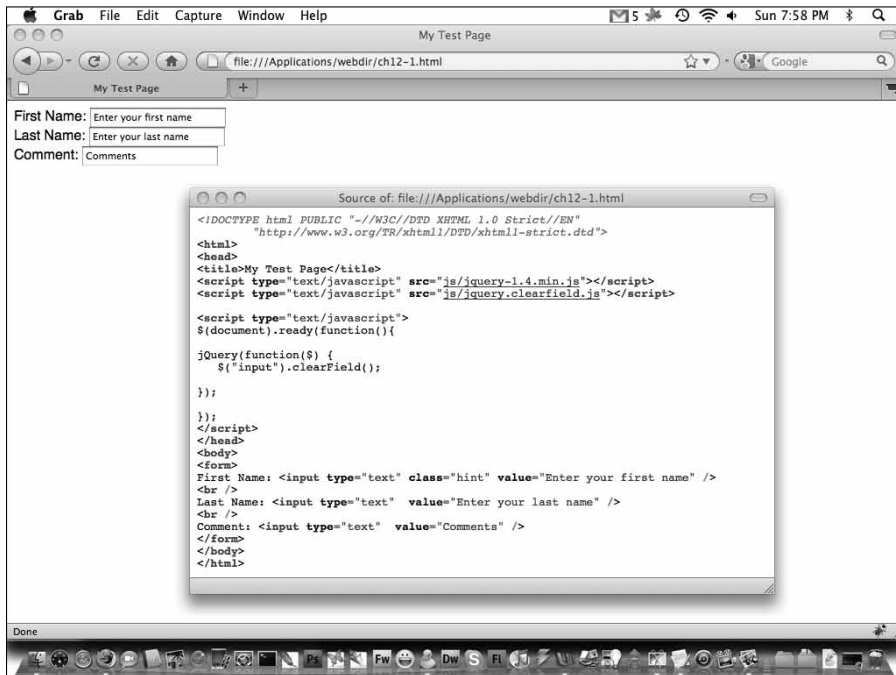 Grab File Edit Capture Window Help 5 Sun 7:58 PM
My Test Page
file:///Applications/webdir/ch12-1.html Google
My Test Page +
First Name: Enter your first name
Last Name: Enter your last name
Comment: Comments
Source of: file:///Applications/webdir/ch12-1.html
<!DOCTYPE html PUBLIC "-//W3C//DTD XHTML 1.0 Strict//EN"
"http://www.w3.org/TR/xhtml1/DTD/xhtml1-strict.dtd">
<html>
<head>
<title>My Test Page</title>
<script type="text/javascript" src="js/jquery-1.4.min.js"></script>
<script type="text/javascript" src="js/jquery.clearfield.js"></script>
<script type="text/javascript">
$(document).ready(function(){
jQuery(function($) {
$("input").clearField();
});
});
</script>
</head>
<body>
<form>
First Name: <input type="text" class="hint" value="Enter your first name" />
<br />
Last Name: <input type="text"  value="Enter your last name" />
<br />
Comment: <input type="text"  value="Comments" />
</form>
</body>
</html>
Done
Ps Fw Dw S Fl